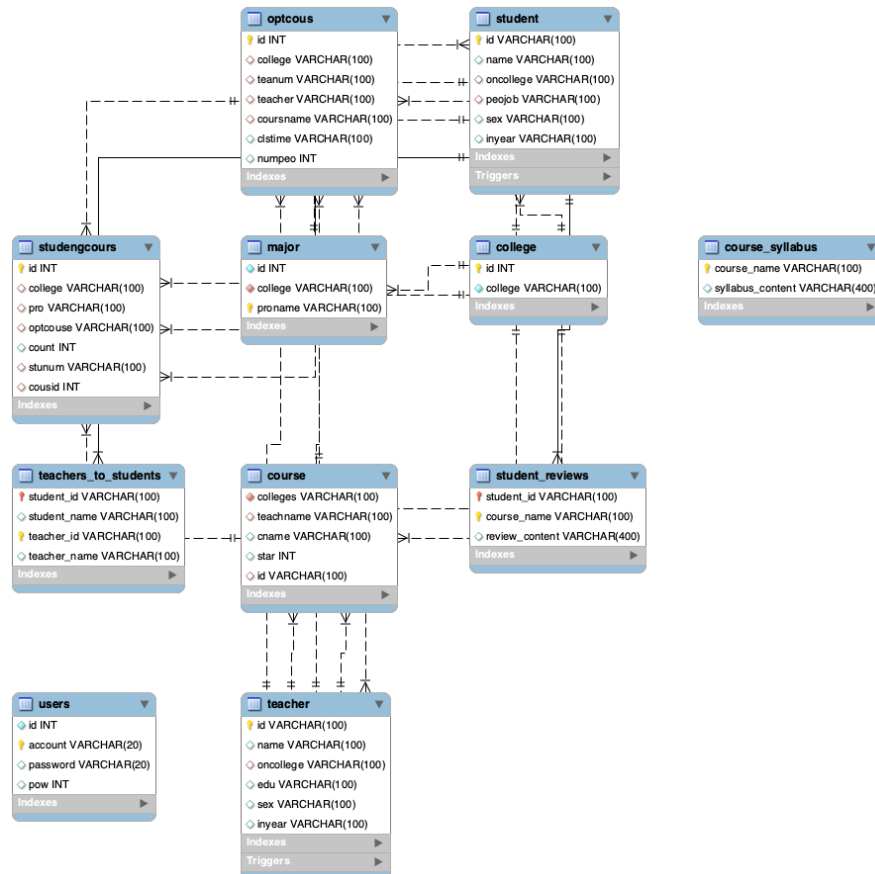 optcous
id INT
college VARCHAR(100)
teanum VARCHAR(100)
teacher VARCHAR(100)
coursname VARCHAR(100)
clstime VARCHAR(100)
numpeo INT
Indexes
student
id VARCHAR(100)
name VARCHAR(100)
oncollege VARCHAR(100)
peojob VARCHAR(100)
sex VARCHAR(100)
inyear VARCHAR(100)
Indexes
Triggers
studengcours
id INT
college VARCHAR(100)
pro VARCHAR(100)
optcouse VARCHAR(100)
count INT
stunum VARCHAR(100)
cousid INT
Indexes
major
id INT
college VARCHAR(100)
proname VARCHAR(100)
Indexes
college
id INT
college VARCHAR(100)
Indexes
course_syllabus
course_name VARCHAR(100)
syllabus_content VARCHAR(400)
Indexes
teachers_to_students
student_id VARCHAR(100)
student_name VARCHAR(100)
teacher_id VARCHAR(100)
teacher_name VARCHAR(100)
Indexes
course
colleges VARCHAR(100)
teachname VARCHAR(100)
cname VARCHAR(100)
star INT
id VARCHAR(100)
Indexes
student_reviews
student_id VARCHAR(100)
course_name VARCHAR(100)
review_content VARCHAR(400)
Indexes
users
id INT
account VARCHAR(20)
password VARCHAR(20)
pow INT
Indexes
teacher
id VARCHAR(100)
name VARCHAR(100)
oncollege VARCHAR(100)
edu VARCHAR(100)
sex VARCHAR(100)
inyear VARCHAR(100)
Indexes
Triggers